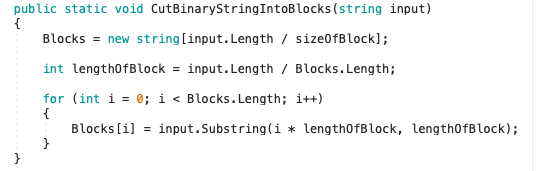 public static void CutBinaryStringIntoBlocks(string input)
{
    Blocks = new string[input.Length / sizeOfBlock];

    int lengthOfBlock = input.Length / Blocks.Length;

    for (int i = 0; i < Blocks.Length; i++)
    {
        Blocks[i] = input.Substring(i * lengthOfBlock, lengthOfBlock);
    }
}